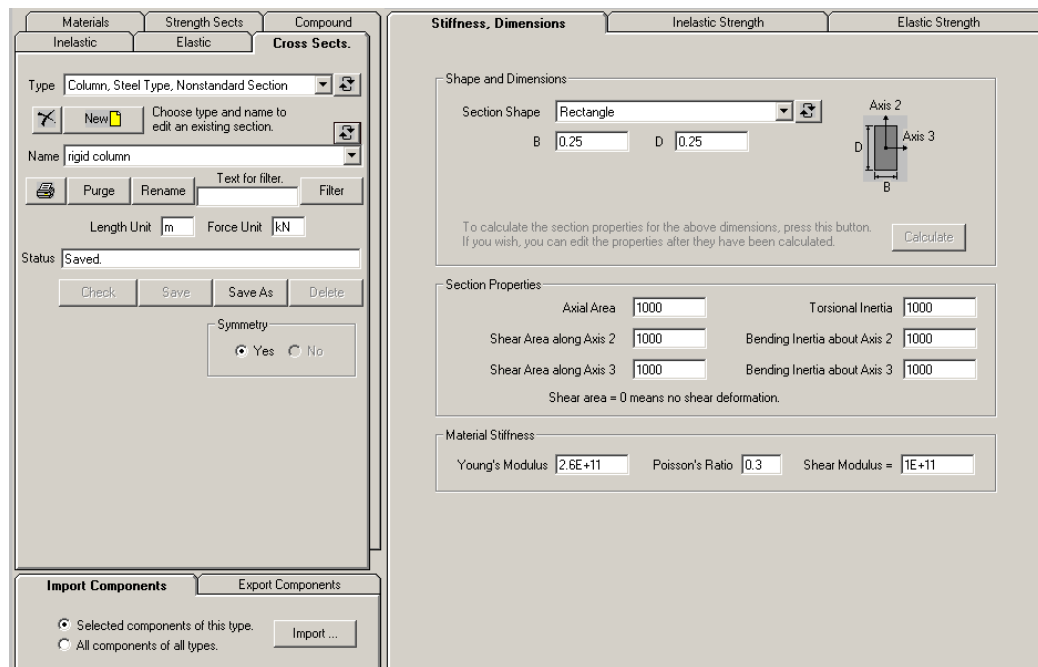 Materials
Strength Sects
Compound
Inelastic
Elastic
Cross Sects.
Type
Column, Steel Type, Nonstandard Section
New
Choose type and name to
edit an existing section.
Name
rigid column
Purge
Rename
Text for filter.
Filter
Length Unit
m
Force Unit
kN
Status
Saved.
Check
Save
Save As
Delete
Symmetry
Yes
No
Import Components
Export Components
Selected components of this type.
All components of all types.
Import ...
Stiffness, Dimensions
Inelastic Strength
Elastic Strength
Shape and Dimensions
Section Shape
Rectangle
B
0.25
D
0.25
Axis 2
Axis 3
D
B
To calculate the section properties for the above dimensions, press this button.
If you wish, you can edit the properties after they have been calculated.
Calculate
Section Properties
Axial Area
1000
Torsional Inertia
1000
Shear Area along Axis 2
1000
Bending Inertia about Axis 2
1000
Shear Area along Axis 3
1000
Bending Inertia about Axis 3
1000
Shear area = 0 means no shear deformation.
Material Stiffness
Young's Modulus
2.6E+11
Poisson's Ratio
0.3
Shear Modulus =
1E+11